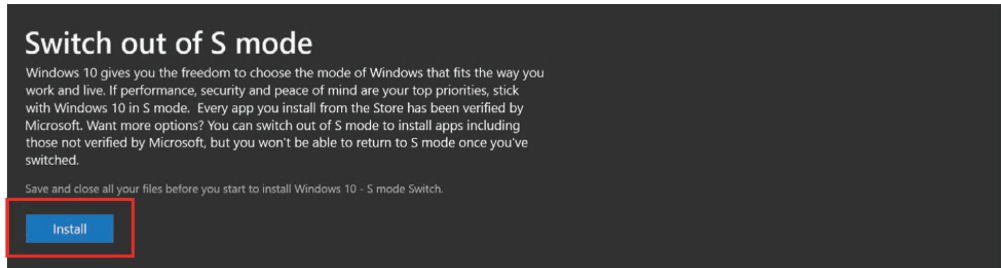 Switch out of S mode
Windows 10 gives you the freedom to choose the mode of Windows that fits the way you
work and live. If performance, security and peace of mind are your top priorities, stick
with Windows 10 in S mode.  Every app you install from the Store has been verified by
Microsoft. Want more options? You can switch out of S mode to install apps including
those not verified by Microsoft, but you won't be able to return to S mode once you've
switched.
Save and close all your files before you start to install Windows 10 - S mode Switch.
Install